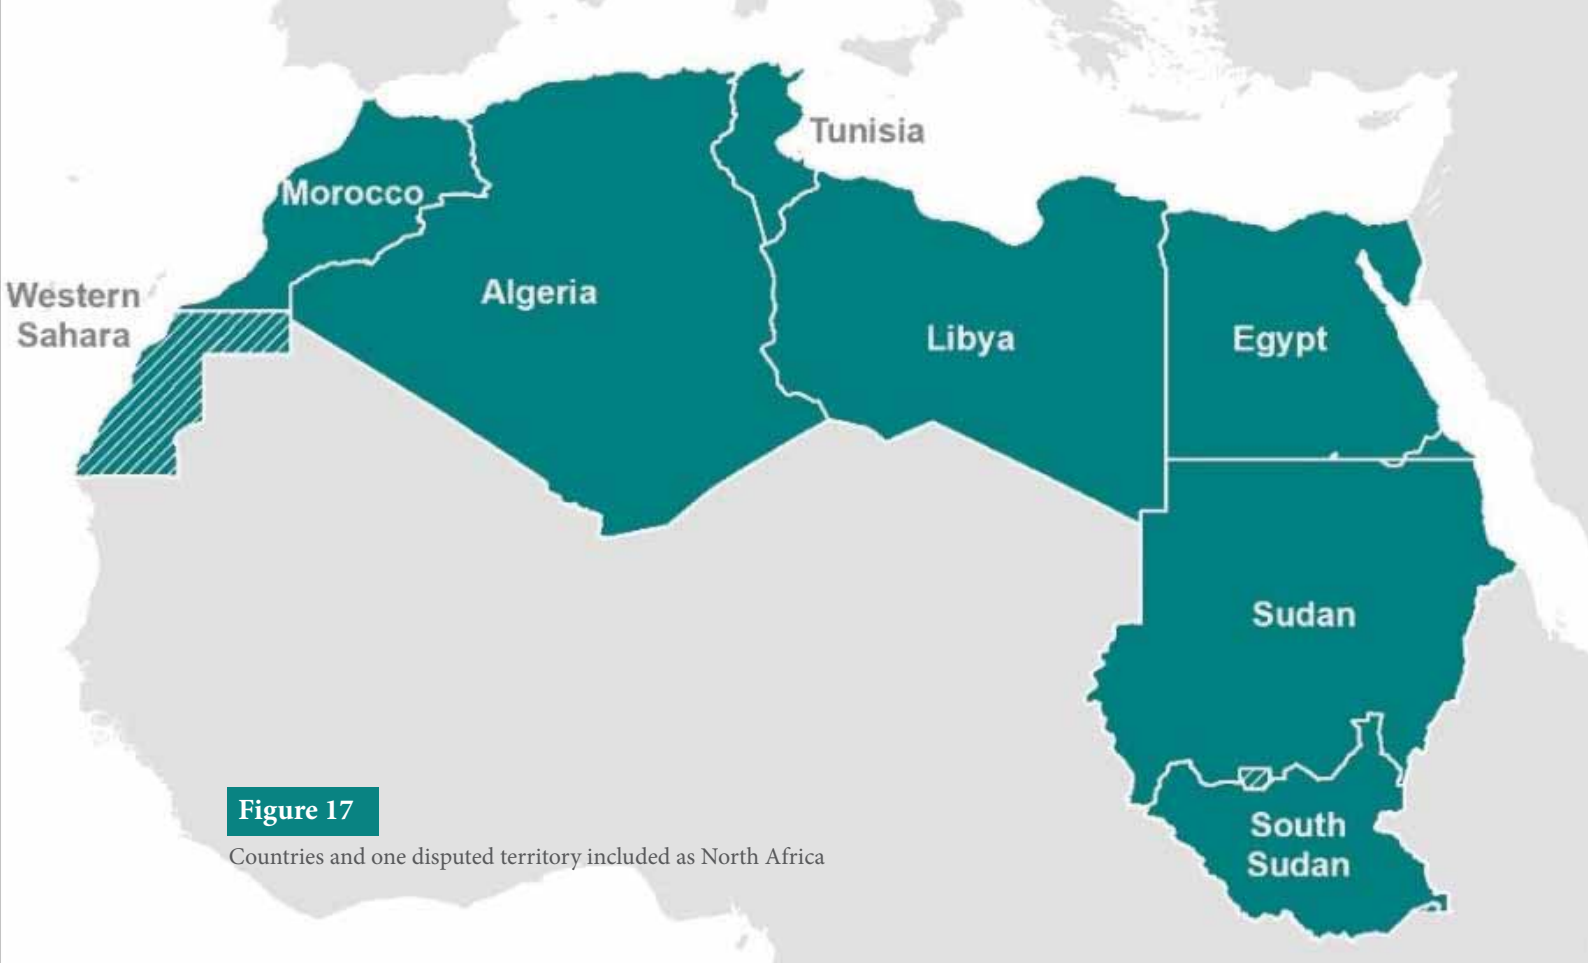 Tunisia
Morocco
Western
Sahara
Algeria
Libya
Egypt
Sudan
South
Sudan
Figure 17
Countries and one disputed territory included as North Africa